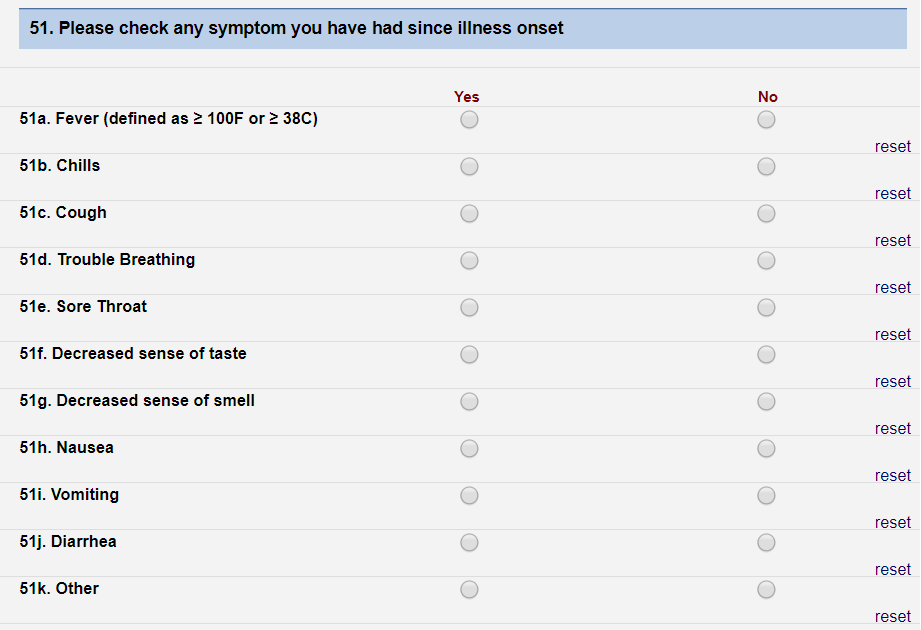 51. Please check any symptom you have had since illness onset
Yes No
51a. Fever (defined as ≥ 100F or ≥ 38C)
reset
51b. Chills
reset
51c. Cough
reset
51d. Trouble Breathing
reset
51e. Sore Throat
reset
51f. Decreased sense of taste
reset
51g. Decreased sense of smell
reset
51h. Nausea
reset
51i. Vomiting
reset
51j. Diarrhea
reset
51k. Other
reset